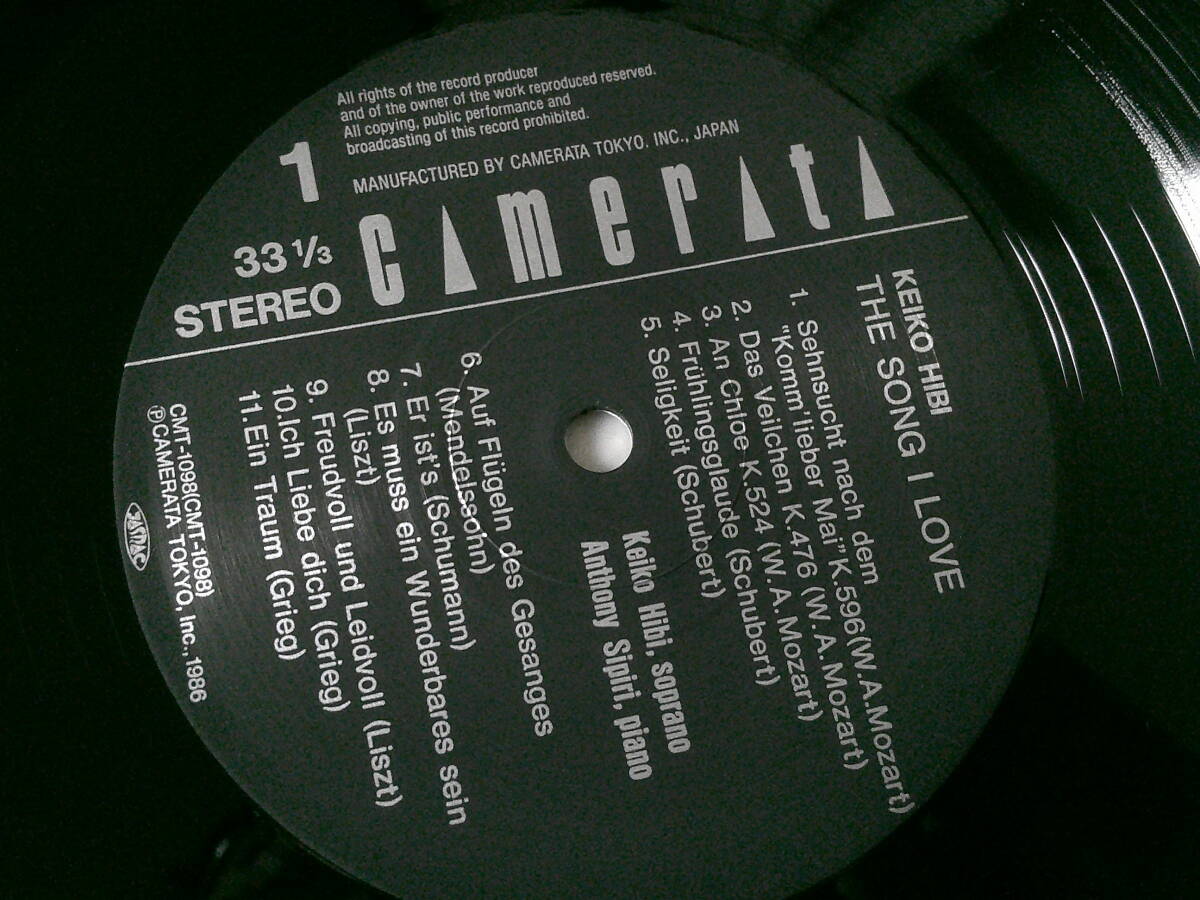 All rights of the record producer
and of the owner of the work reproduced reserved.
All copying, public performance and
broadcasting of this record prohibited.
1
MANUFACTURED BY CAMERATA TOKYO. INC., JAPAN
camerata
33 1/3
STEREO
KEIKO HIBI
THE SONG I LOVE
1. Sehnsucht nach dem
"Komm' lieber Mai" K.596 (W.A.Mozart)
2. Das Veilchen K.476 (W.A.Mozart)
3. An Chloe K.524 (W.A.Mozart)
4. Frühlingsglaude (Schubert)
5. Seligkeit (Schubert)
Keiko Hibi, soprano
Anthony Sipiri, piano
6. Auf Flügeln des Gesanges
(Mendelssohn)
7. Er ist's (Schumann)
8. Es muss ein Wunderbares sein
(Liszt)
9. Freudvoll und Leidvoll (Liszt)
10. Ich Liebe dich (Grieg)
11. Ein Traum (Grieg)
CMT-1098(CMT-1098)
Ⓟ CAMERATA TOKYO, Inc., 1986
JASRAC